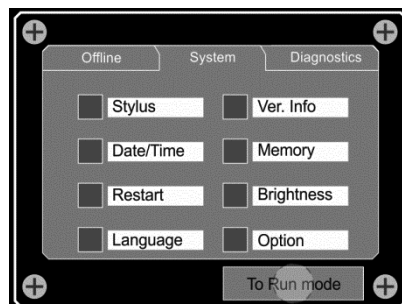 Offline System Diagnostics
Stylus Ver. Info
Date/Time Memory
Restart Brightness
Language Option
To Run mode